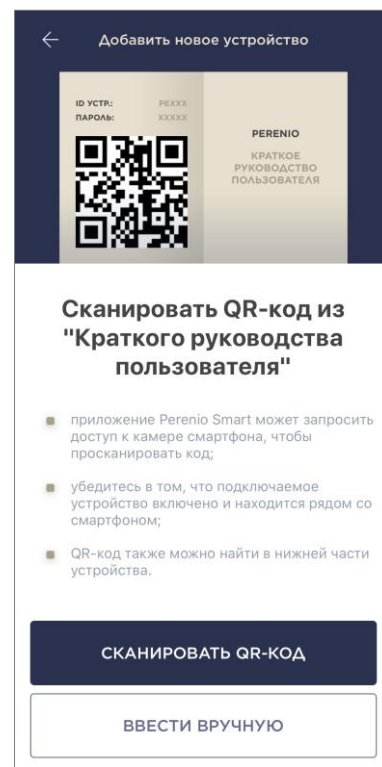 Добавить новое устройство
ID УСТР.: PEXXX
ПАРОЛЬ: XXXXX
PERENIO
КРАТКОЕ
РУКОВОДСТВО
ПОЛЬЗОВАТЕЛЯ
Сканировать QR-код из
"Краткого руководства
пользователя"
приложение Perenio Smart может запросить
доступ к камере смартфона, чтобы
просканировать код;
убедитесь в том, что подключаемое
устройство включено и находится рядом со
смартфоном;
QR-код также можно найти в нижней части
устройства.
СКАНИРОВАТЬ QR-КОД
ВВЕСТИ ВРУЧНУЮ